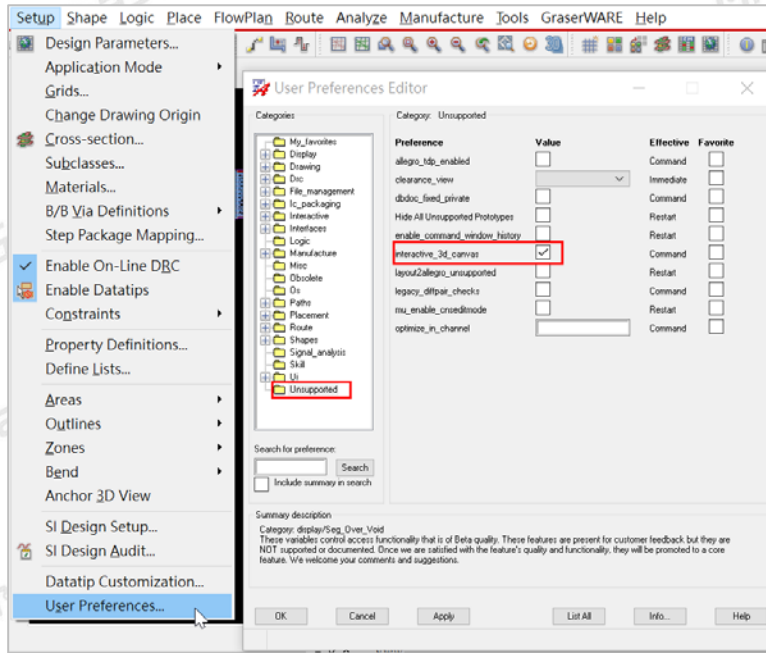 Setup Shape Logic Place FlowPlan Route Analyze Manufacture Tools GraserWARE Help
Design Parameters...
Application Mode
Grids...
Change Drawing Origin
Cross-section...
Subclasses...
Materials...
B/B Via Definitions
Step Package Mapping...
Enable On-Line DRC
Enable Datatips
Constraints
Property Definitions...
Define Lists...
Areas
Outlines
Zones
Bend
Anchor 3D View
SI Design Setup...
SI Design Audit...
Datatip Customization...
User Preferences...
User Preferences Editor
Categories
My_favorites
Display
Drawing
Drc
File_management
Ic_packaging
Interactive
Interfaces
Logic
Manufacture
Misc
Obsolete
Os
Paths
Placement
Route
Shapes
Signal_analysis
Skill
Ui
Unsupported
Search for preference:
Search
Include summary in search
Category: Unsupported
Preference Value Effective Favorite
allegro_tdp_enabled Command
clearance_view Immediate
dbdoc_fixed_private Command
Hide All Unsupported Prototypes Restart
enable_command_window_history Restart
interactive_3d_canvas Command
layout2allegro_unsupported Restart
legacy_diffpair_checks Command
mu_enable_cnseditmode Restart
optimize_in_channel Command
Summary description
Category: display/Seg_Over_Void
These variables control access functionality that is of Beta quality. These features are present for customer feedback but they are
NOT supported or documented. Once we are satisfied with the feature's quality and functionality, they will be promoted to a core
feature. We welcome your comments and suggestions.
OK Cancel Apply List All Info... Help